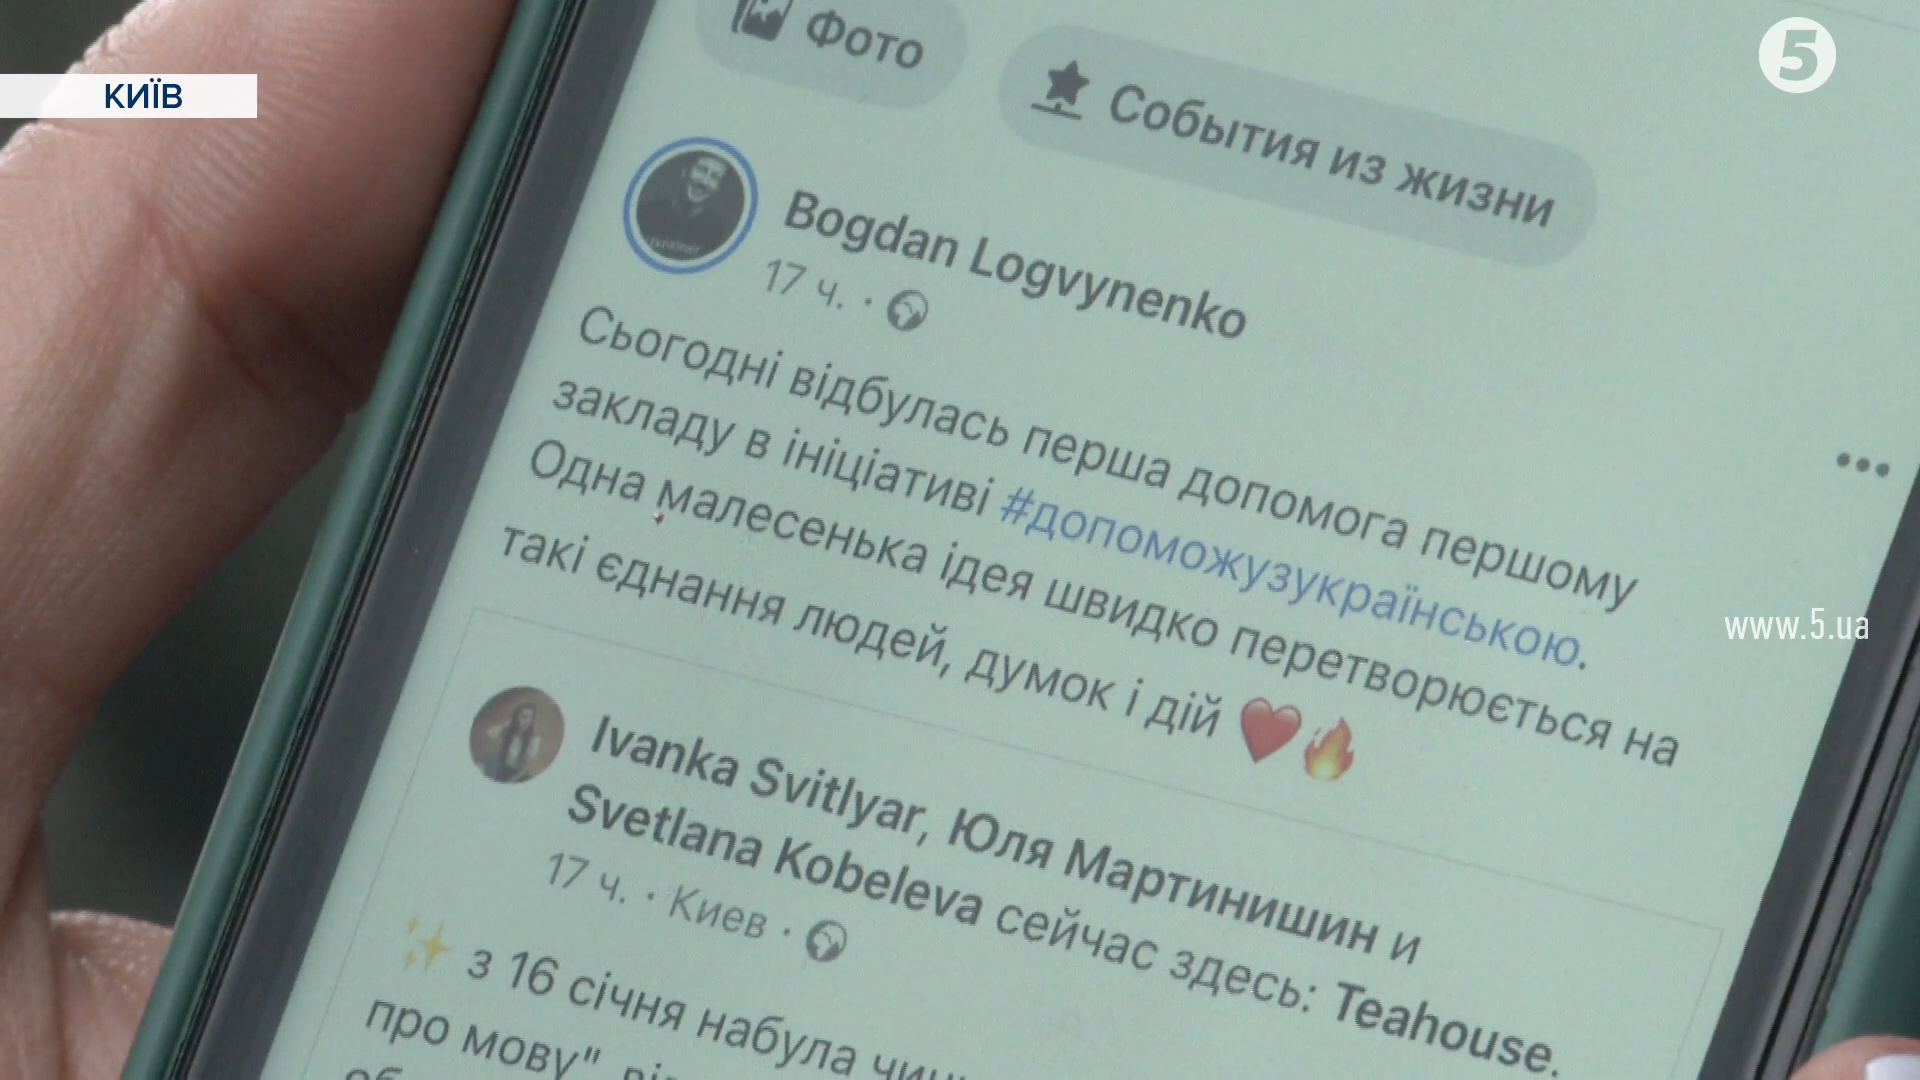 КИЇВ
5
Фото
События из жизни
Bogdan Logvynenko
17 ч. ·
Сьогодні відбулась перша допомога першому
закладу в ініціативі #допоможузукраїнською.
Одна малесенька ідея швидко перетворюється на
такі єднання людей, думок і дій ❤️🔥
www.5.ua
Ivanka Svitlyar, Юля Мартинишин и
Svetlana Kobeleva сейчас здесь: Teahouse.
17 ч. · Киев ·
✨ з 16 січня набула
про мову"